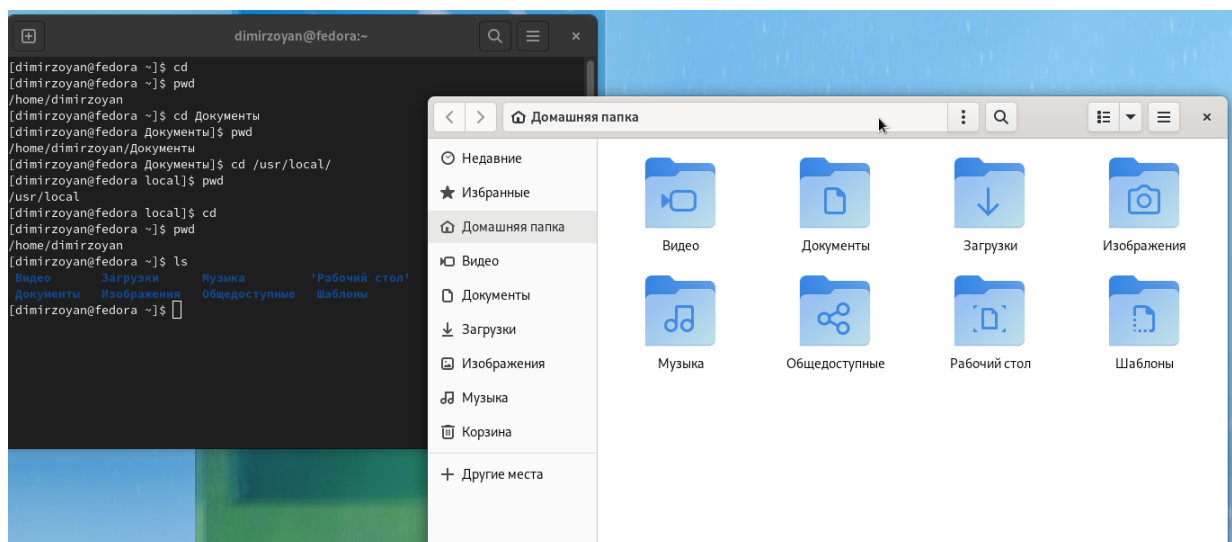 dimirzoyan@fedora:~
[dimirzoyan@fedora ~]$ cd
[dimirzoyan@fedora ~]$ pwd
/home/dimirzoyan
[dimirzoyan@fedora ~]$ cd Документы
[dimirzoyan@fedora Документы]$ pwd
/home/dimirzoyan/Документы
[dimirzoyan@fedora Документы]$ cd /usr/local/
[dimirzoyan@fedora local]$ pwd
/usr/local
[dimirzoyan@fedora local]$ cd
[dimirzoyan@fedora ~]$ pwd
/home/dimirzoyan
[dimirzoyan@fedora ~]$ ls
Видео Загрузки Музыка 'Рабочий стол'
Документы Изображения Общедоступные Шаблоны
[dimirzoyan@fedora ~]$
Домашняя папка
Недавние
Избранные
Домашняя папка
Видео
Документы
Загрузки
Изображения
Музыка
Корзина
Другие места
Видео Документы Загрузки Изображения
Музыка Общедоступные Рабочий стол Шаблоны